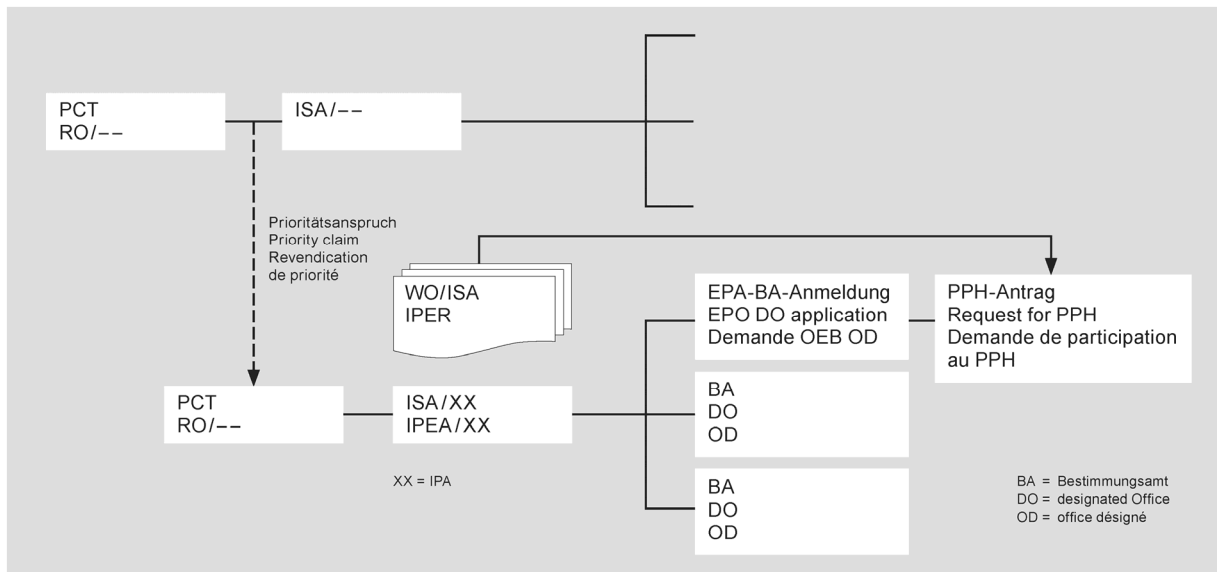 PCT
RO/--
ISA/--
Prioritätsanspruch
Priority claim
Revendication
de priorité
WO/ISA
IPER
EPA-BA-Anmeldung
EPO DO application
Demande OEB OD
PPH-Antrag
Request for PPH
Demande de participation
au PPH
PCT
RO/--
ISA/XX
IPEA/XX
BA
DO
OD
XX = IPA
BA
DO
OD
BA = Bestimmungsamt
DO = designated Office
OD = office désigné